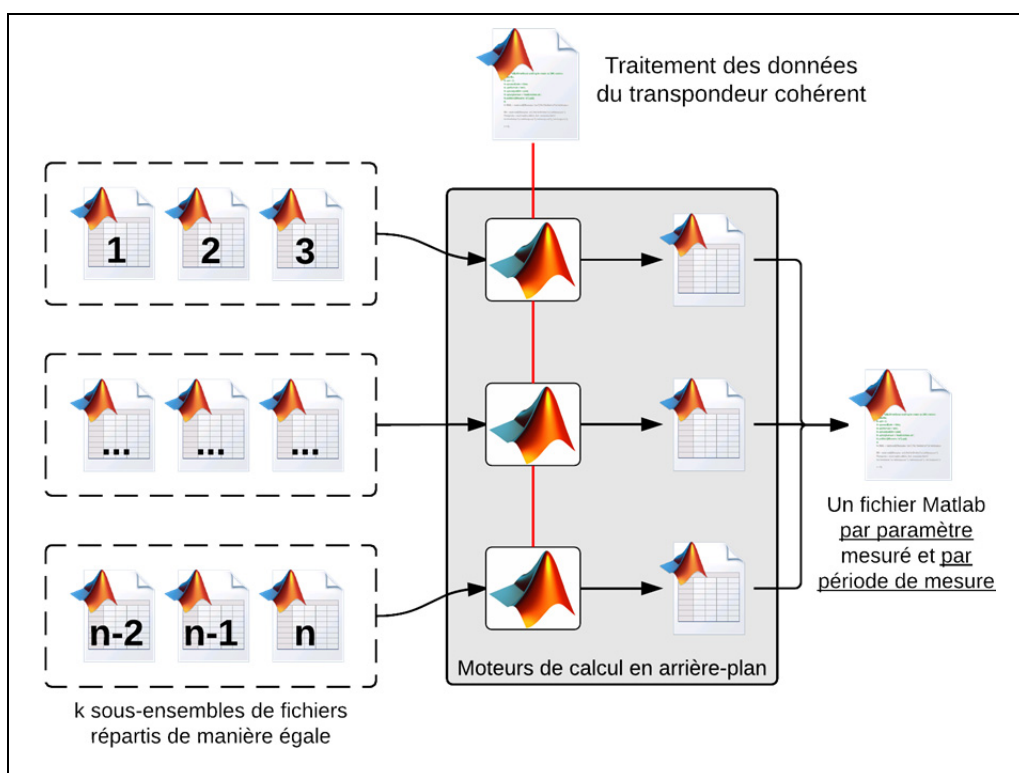 Traitement des données
du transpondeur cohérent
1 2 3
... ... ...
n-2 n-1 n
Moteurs de calcul en arrière-plan
k sous-ensembles de fichiers
répartis de manière égale
Un fichier Matlab
par paramètre
mesuré et par
période de mesure